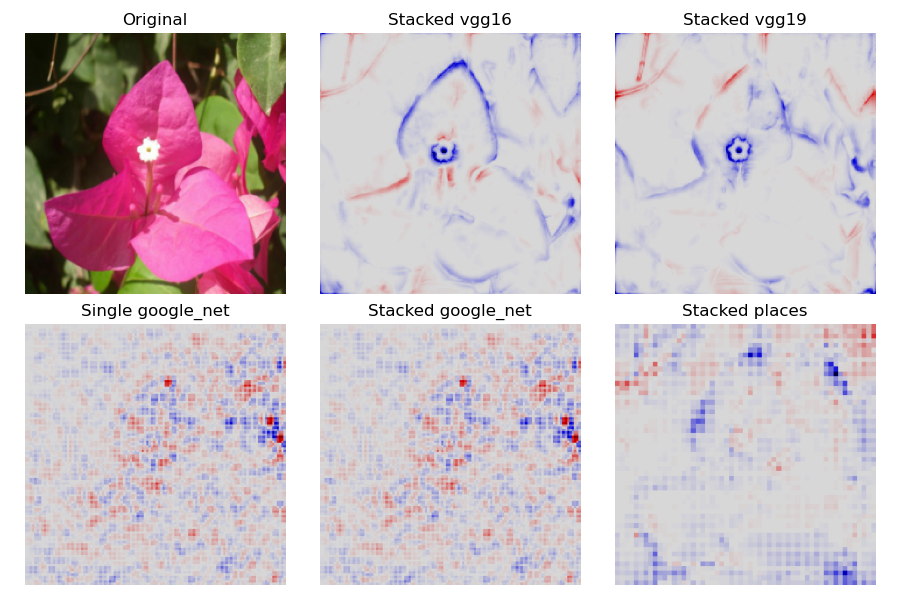 Original
Stacked vgg16
Stacked vgg19
Single google_net
Stacked google_net
Stacked places